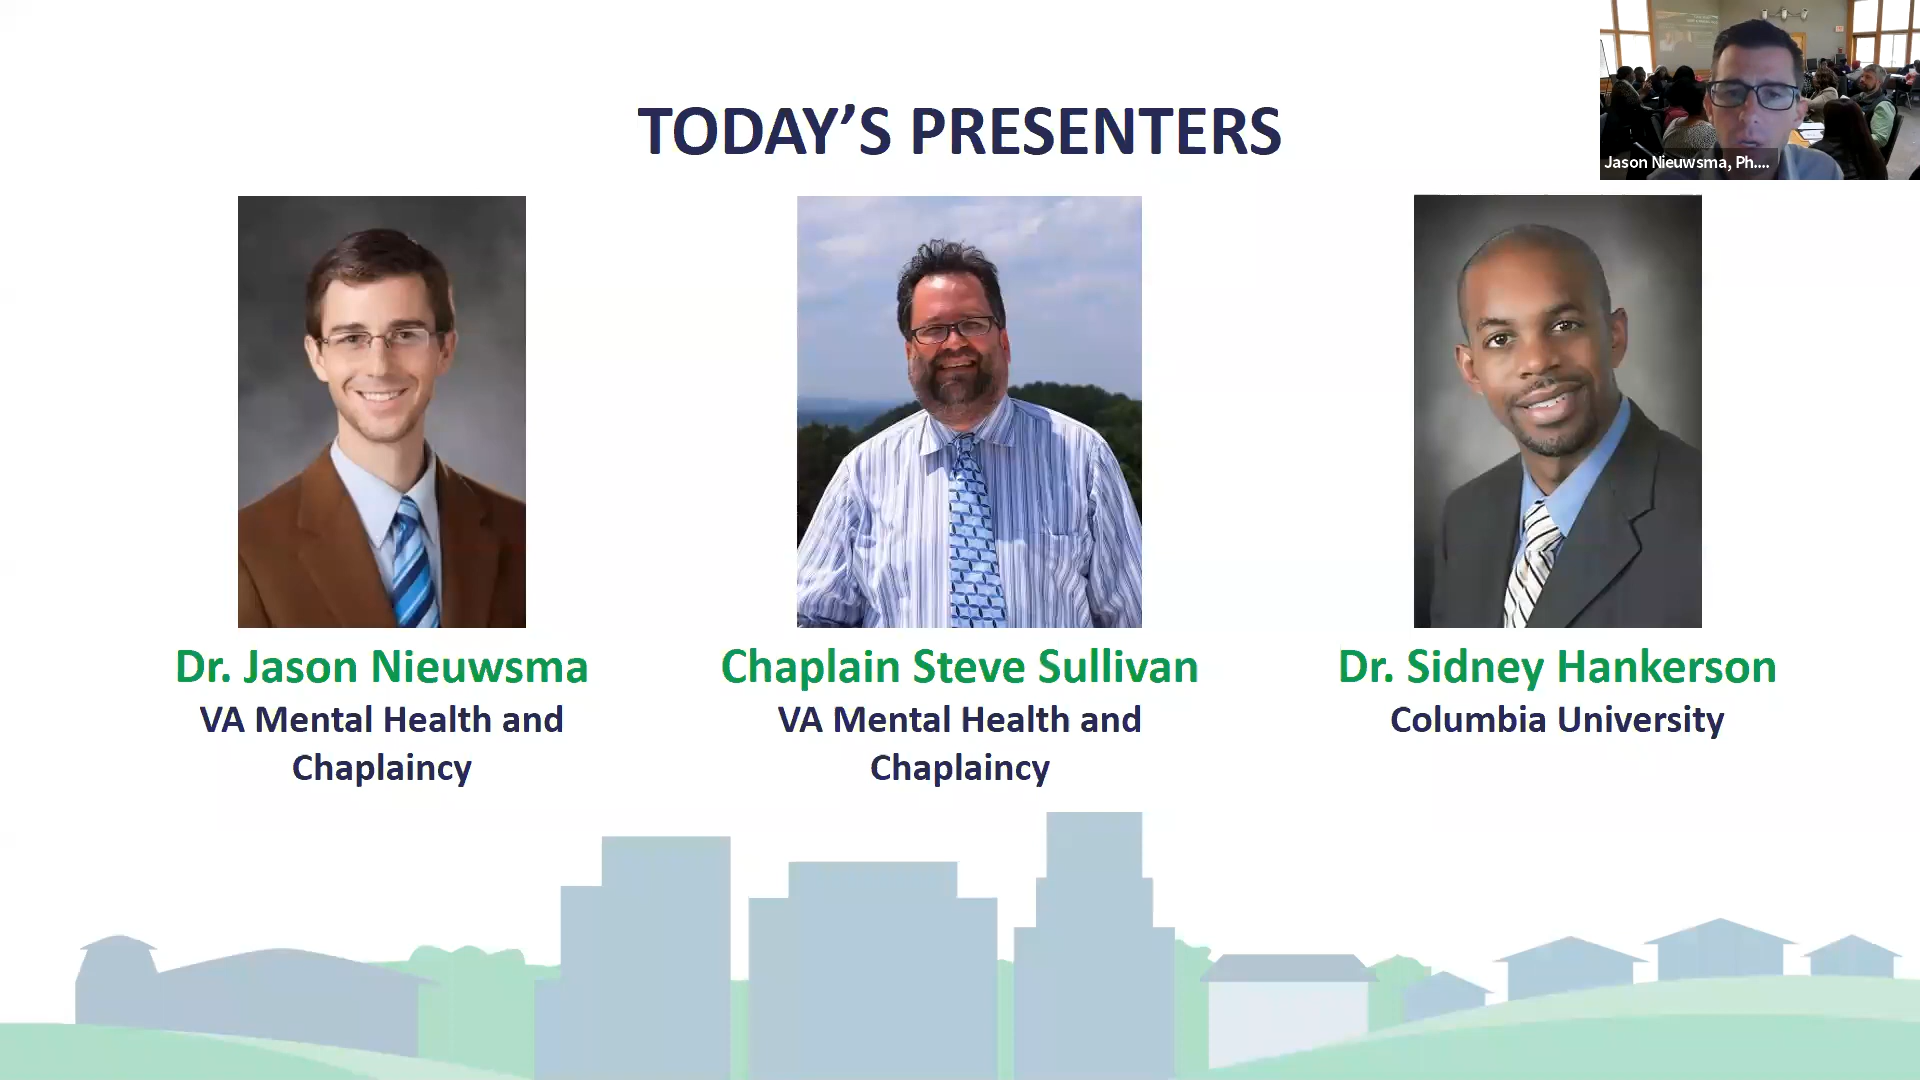 TODAY’S PRESENTERS
Jason Nieuwsma, Ph....
Dr. Jason Nieuwsma
VA Mental Health and
Chaplaincy
Chaplain Steve Sullivan
VA Mental Health and
Chaplaincy
Dr. Sidney Hankerson
Columbia University